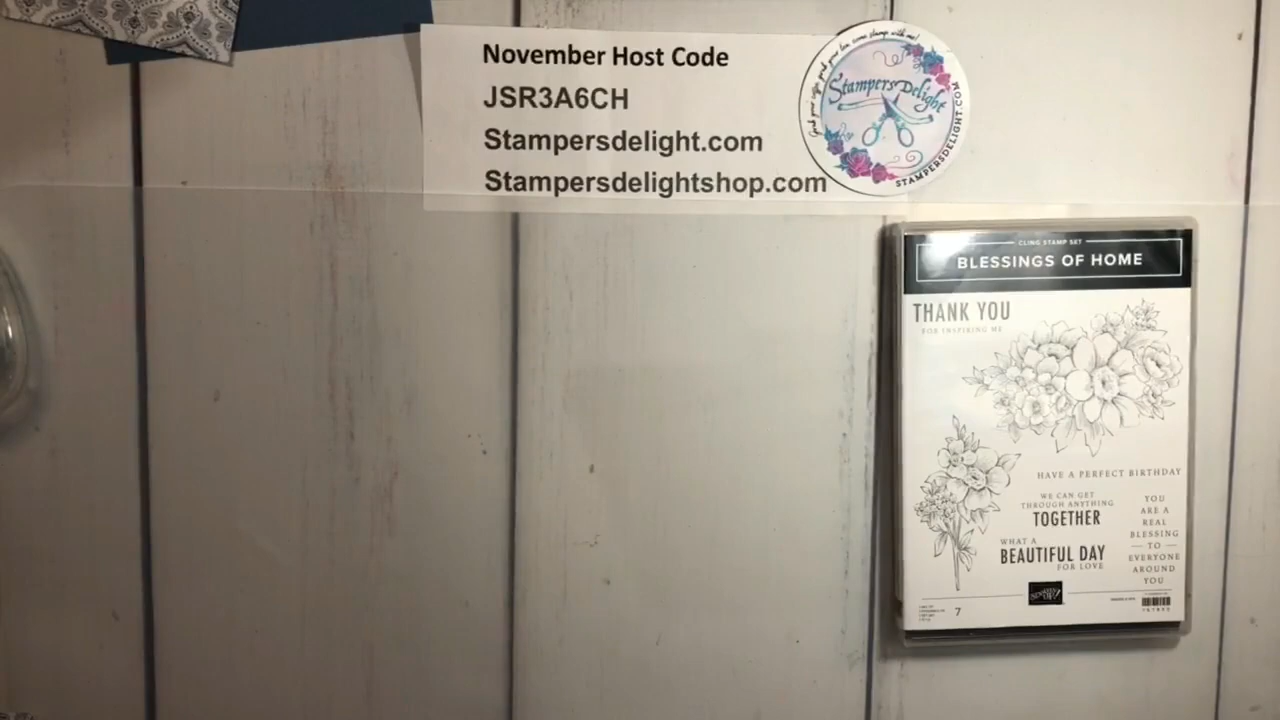 November Host Code
JSR3A6CH
Stampersdelight.com
Stampersdelightshop.com
Stampers Delight
STAMPERSDELIGHT.COM
CLING STAMP SET
BLESSINGS OF HOME
THANK YOU
FOR INSPIRING ME
HAVE A PERFECT BIRTHDAY
WE CAN GET
THROUGH ANYTHING
TOGETHER
WHAT A
BEAUTIFUL DAY
FOR LOVE
YOU
ARE A
REAL
BLESSING
— TO —
EVERYONE
AROUND
YOU
7